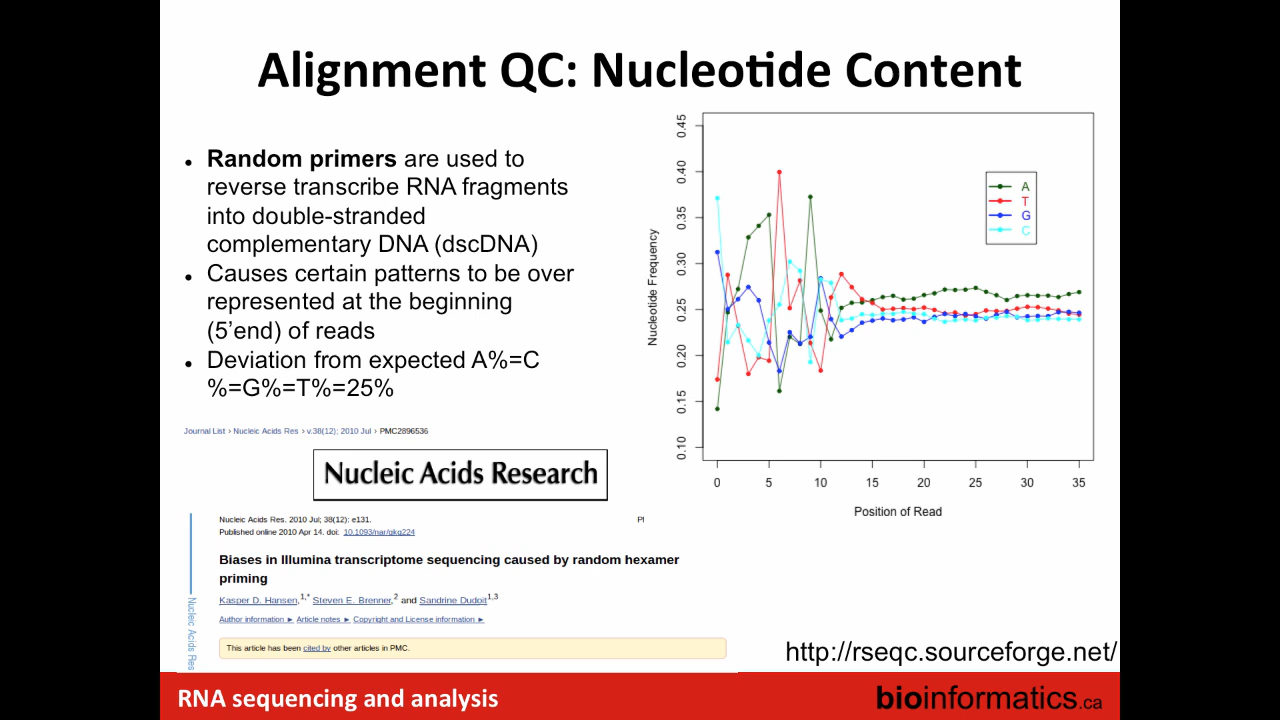 Alignment QC: Nucleotide Content
• Random primers are used to
reverse transcribe RNA fragments
into double-stranded
complementary DNA (dscDNA)
• Causes certain patterns to be over
represented at the beginning
(5’end) of reads
• Deviation from expected A%=C
%=G%=T%=25%
Nucleotide Frequency
0.45
0.40
0.35
0.30
0.25
0.20
0.15
0.10
A
T
G
C
0 5 10 15 20 25 30 35
Position of Read
Journal List › Nucleic Acids Res › v.38(12); 2010 Jul › PMC2896536
Nucleic Acids Research
Nucleic Acids Res. 2010 Jul; 38(12): e131.
PI
Published online 2010 Apr 14. doi: 10.1093/nar/gkq224
Biases in Illumina transcriptome sequencing caused by random hexamer
priming
Kasper D. Hansen,1,* Steven E. Brenner,2 and Sandrine Dudoit1,3
Author information ► Article notes ► Copyright and License information ►
This article has been cited by other articles in PMC.
Nucleic Acids Res
http://rseqc.sourceforge.net/
RNA sequencing and analysis
bioinformatics.ca